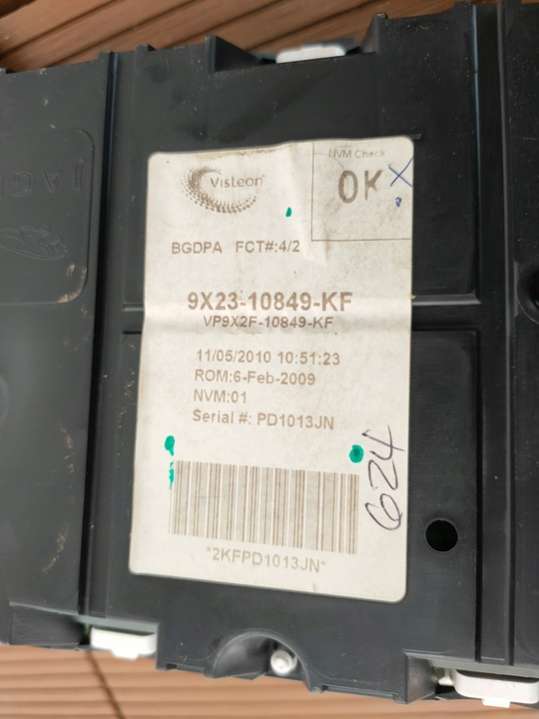 Visteon
NVM Check
OK X
BGDPA FCT#:4/2
9X23-10849-KF
VP9X2F-10849-KF
11/05/2010 10:51:23
ROM:6-Feb-2009
NVM:01
Serial #: PD1013JN
624
*2KFPD1013JN*